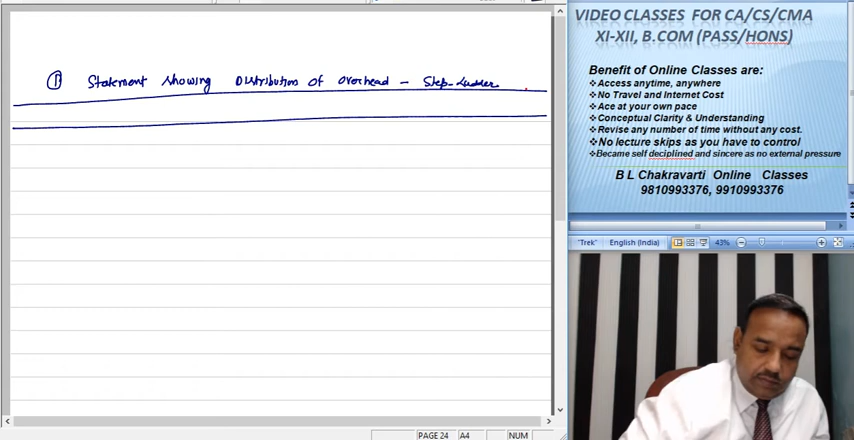 ① Statement Showing Distribution of Overhead – Step-Ladder
PAGE 24 A4 NUM
VIDEO CLASSES FOR CA/CS/CMA
XI-XII, B.COM (PASS/HONS)
Benefit of Online Classes are:
❖Access anytime, anywhere
❖No Travel and Internet Cost
❖Ace at your own pace
❖Conceptual Clarity & Understanding
❖Revise any number of time without any cost.
❖No lecture skips as you have to control
❖Became self deciplined and sincere as no external pressure
B L Chakravarti Online Classes
9810993376, 9910993376
"Trek" English (India) 43%